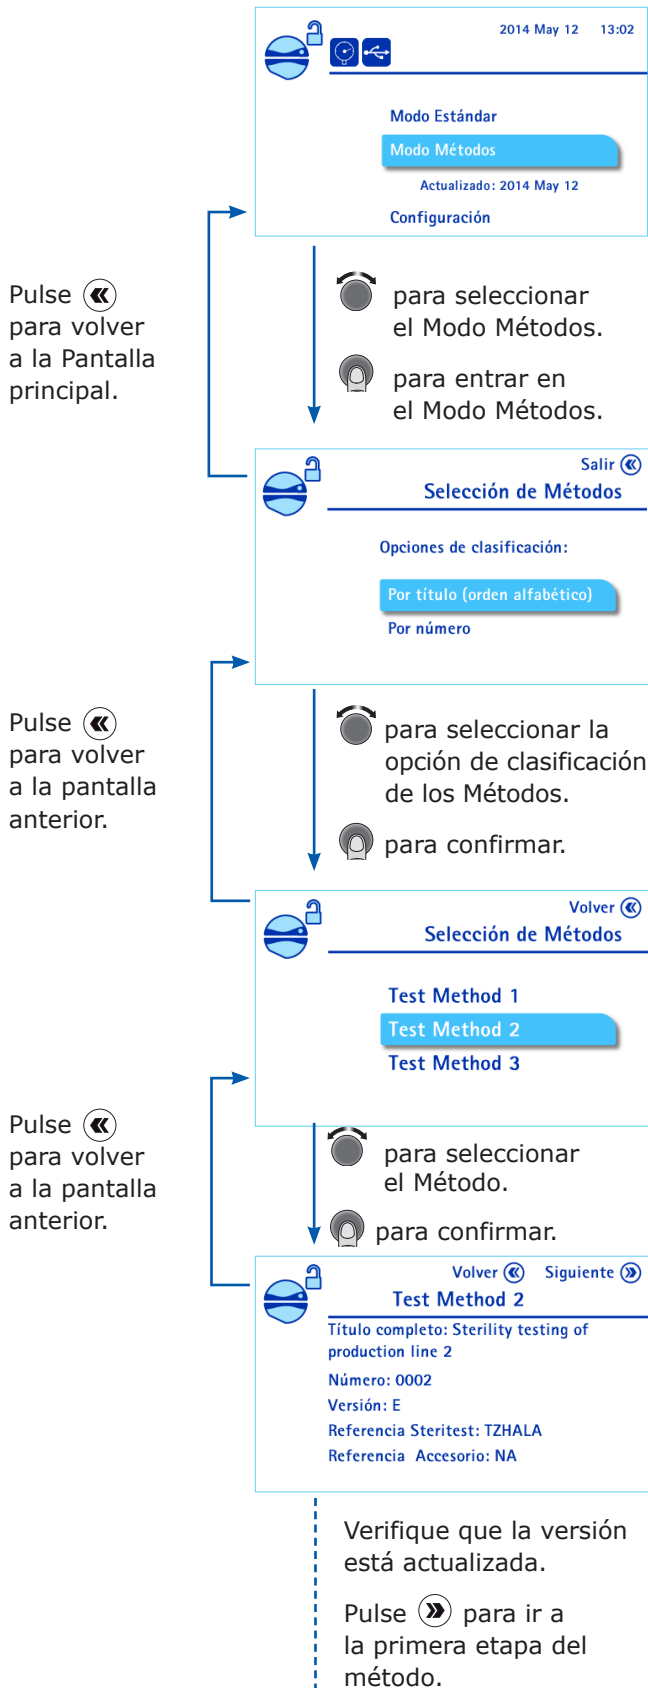 2014 May 12 13:02
Modo Estándar
Modo Métodos
Actualizado: 2014 May 12
Configuración
Pulse
para volver
a la Pantalla
principal.
para seleccionar
el Modo Métodos.
para entrar en
el Modo Métodos.
Salir
Selección de Métodos
Opciones de clasificación:
Por título (orden alfabético)
Por número
Pulse
para volver
a la pantalla
anterior.
para seleccionar la
opción de clasificación
de los Métodos.
para confirmar.
Volver
Selección de Métodos
Test Method 1
Test Method 2
Test Method 3
Pulse
para volver
a la pantalla
anterior.
para seleccionar
el Método.
para confirmar.
Volver Siguiente
Test Method 2
Título completo: Sterility testing of
production line 2
Número: 0002
Versión: E
Referencia Steritest: TZHALA
Referencia Accesorio: NA
Verifique que la versión
está actualizada.
Pulse para ir a
la primera etapa del
método.